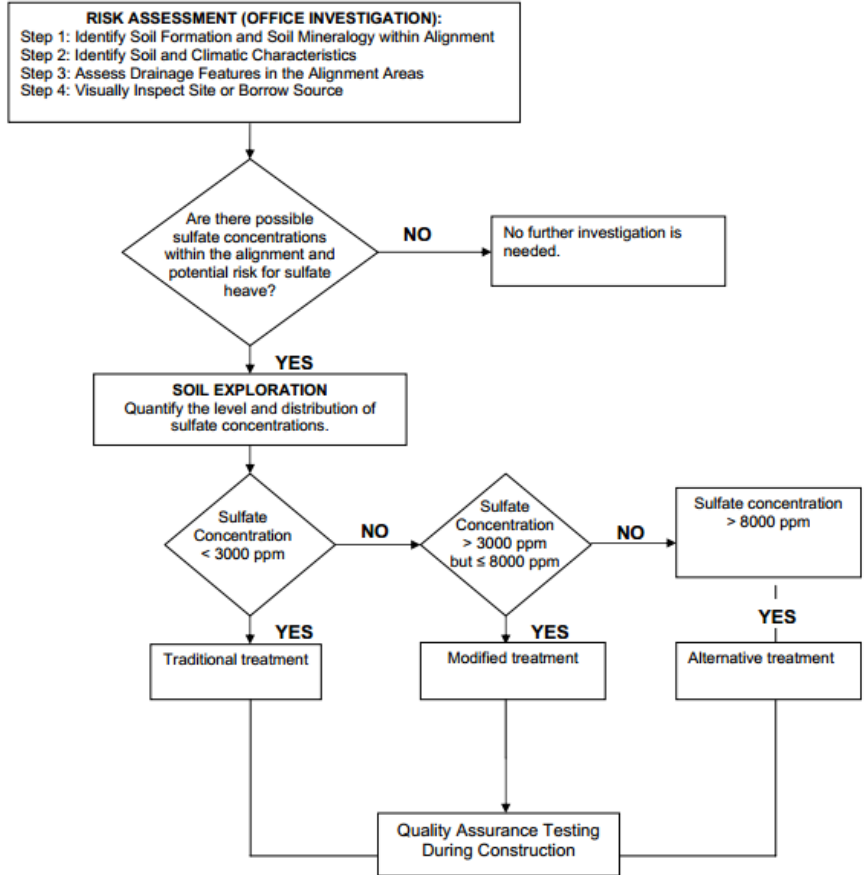 RISK ASSESSMENT (OFFICE INVESTIGATION):
Step 1: Identify Soil Formation and Soil Mineralogy within Alignment
Step 2: Identify Soil and Climatic Characteristics
Step 3: Assess Drainage Features in the Alignment Areas
Step 4: Visually Inspect Site or Borrow Source
Are there possible
sulfate concentrations
within the alignment and
potential risk for sulfate
heave?
NO
No further investigation is
needed.
YES
SOIL EXPLORATION
Quantify the level and distribution of
sulfate concentrations.
Sulfate
Concentration
< 3000 ppm
NO
Sulfate
Concentration
> 3000 ppm
but ≤ 8000 ppm
NO
Sulfate concentration
> 8000 ppm
YES
YES
YES
Traditional treatment
Modified treatment
Alternative treatment
Quality Assurance Testing
During Construction